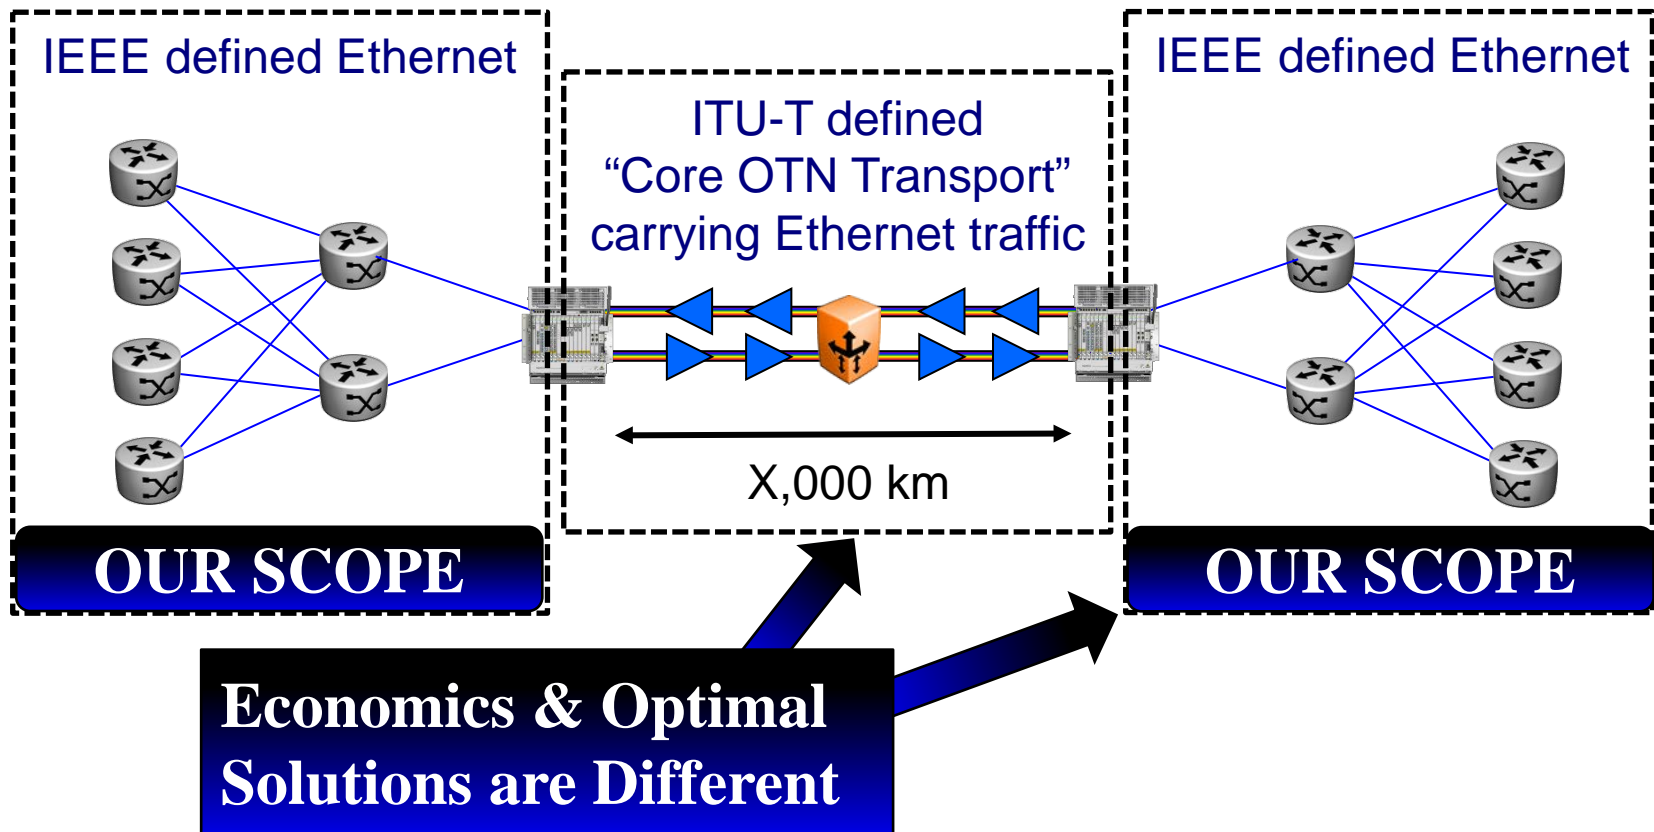 IEEE defined Ethernet
IEEE defined Ethernet
ITU-T defined
“Core OTN Transport”
carrying Ethernet traffic
X,000 km
OUR SCOPE
OUR SCOPE
Economics & Optimal
Solutions are Different